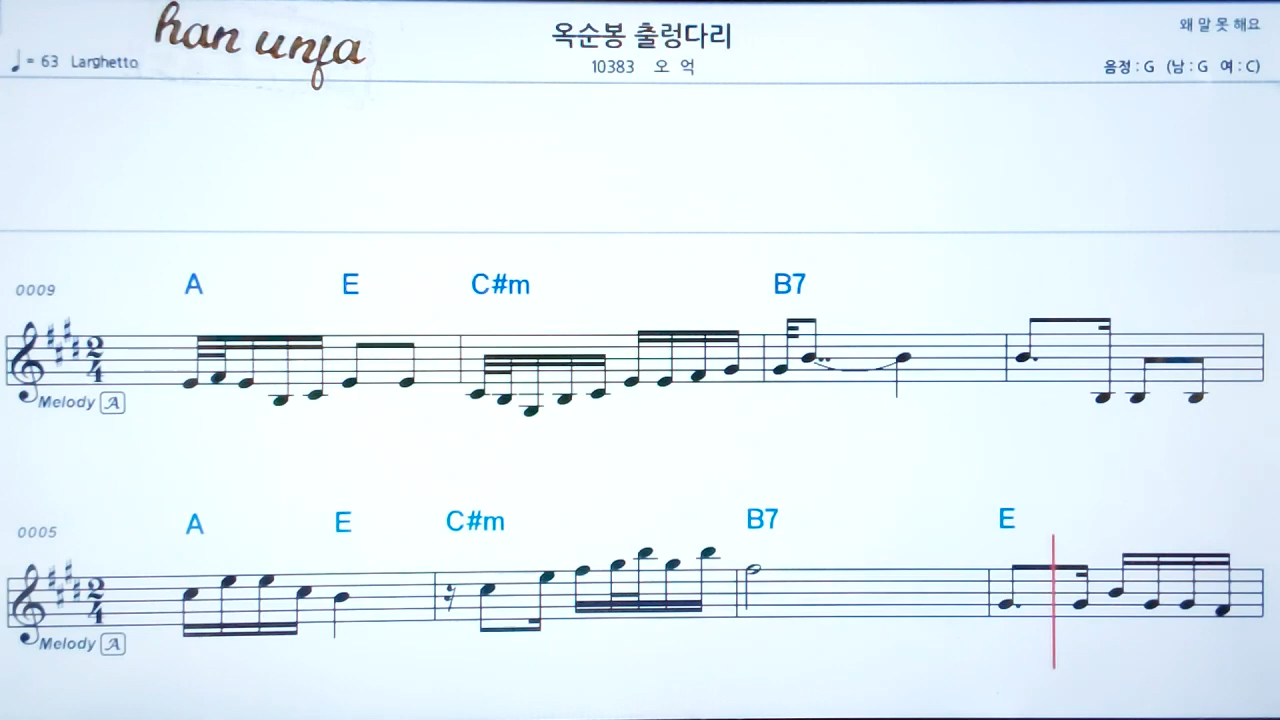 han unfa
옥순봉 출렁다리
왜 말 못 해요
♩ = 63 Larghetto
10383 오 억
음정 : G (남 : G 여 : C)
0009
A E C#m B7
2
4
Melody A
0005
A E C#m B7 E
2
4
Melody A